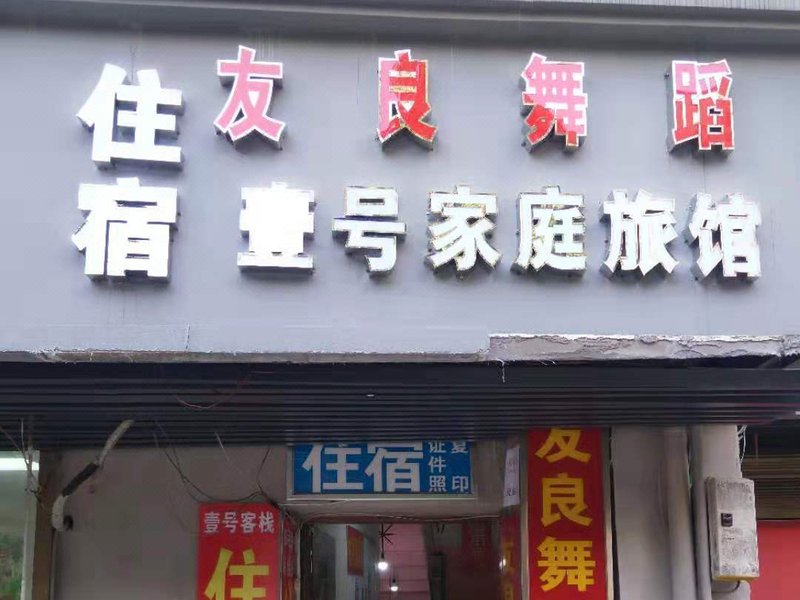 住宿
友良舞蹈
壹号家庭旅馆
住宿
证件照
复印
壹号客栈
住
友良舞